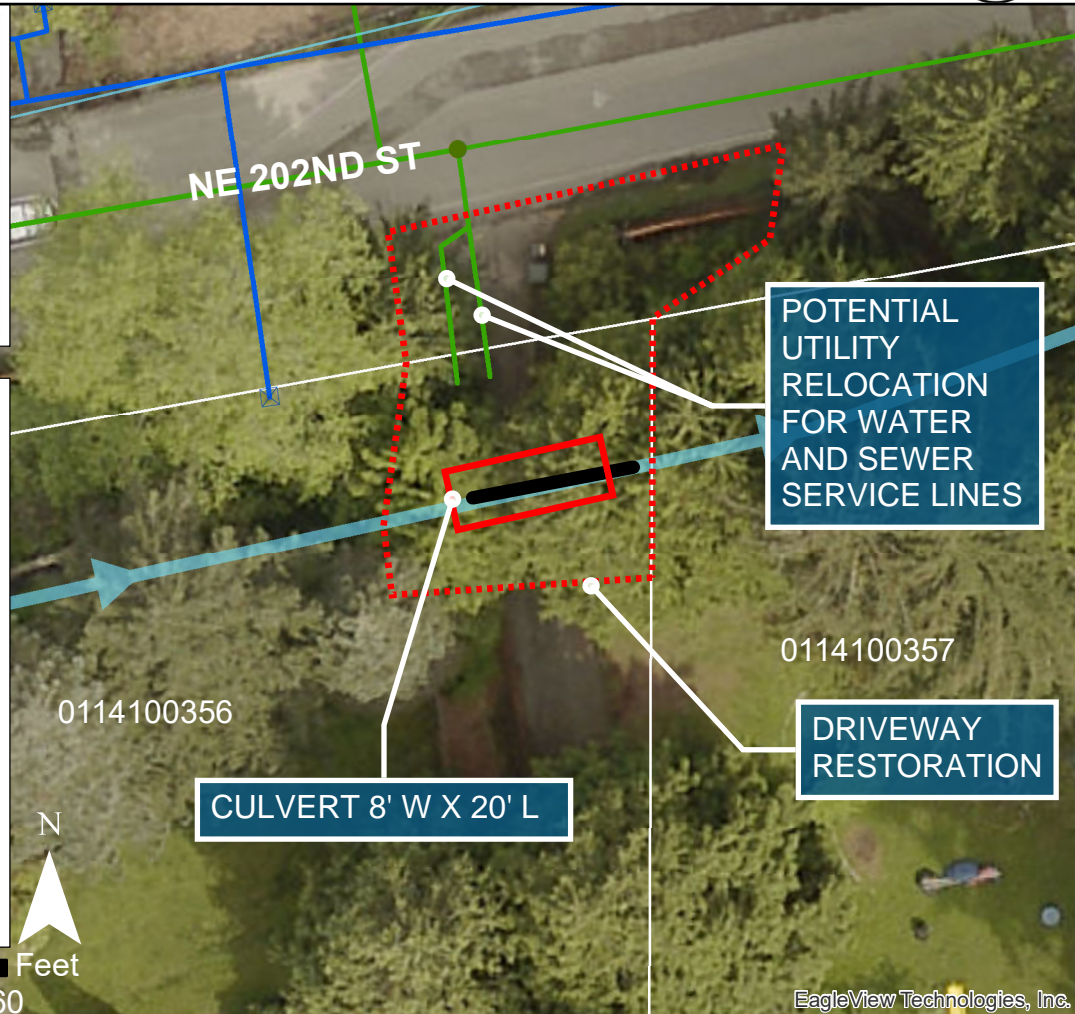 NE 202ND ST
POTENTIAL
UTILITY
RELOCATION
FOR WATER
AND SEWER
SERVICE LINES
0114100357
0114100356
DRIVEWAY
RESTORATION
CULVERT 8' W X 20' L
N
Feet
60
EagleView Technologies, Inc.